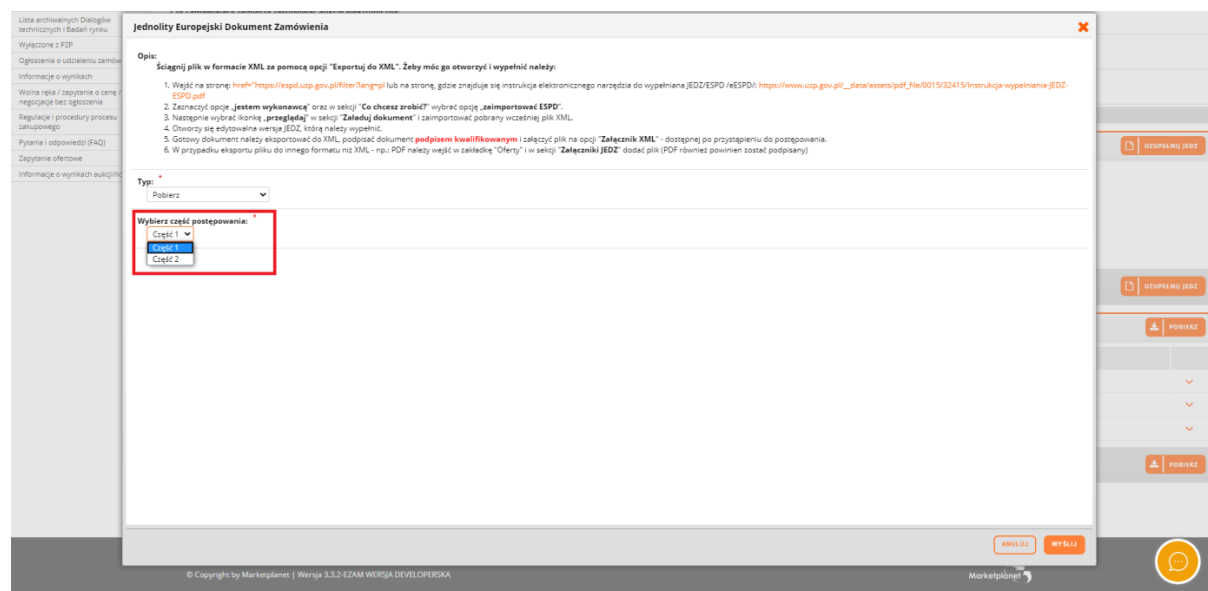 Lista archiwalnych Dialogów
technicznych i Badań rynku
Wyłączone z PZP
Ogłoszenia o udzieleniu zamów
Informacje o wynikach
Wolna ręka / zapytanie o cenę /
negocjacje bez ogłoszenia
Regulacje i procedury procesu
zakupowego
Pytanie i odpowiedzi (FAQ)
Zapytanie ofertowe
Informacje o wynikach aukcji/lic
Jednolity Europejski Dokument Zamówienia
Opis:
Ściągnij plik w formacie XML za pomocą opcji "Exportuj do XML". Żeby móc go otworzyć i wypełnić należy:
1. Wejść na stronę: href="https://espd.uzp.gov.pl/filter?lang=pl lub na stronę, gdzie znajduje się instrukcja elektronicznego narzędzia do wypełniana JEDZ/ESPD /eESPD/: https://www.uzp.gov.pl/__data/assets/pdf_file/0015/32415/Instrukcja-wypelniania-JEDZ-
ESPD.pdf
2. Zaznaczyć opcję „jestem wykonawcą" oraz w sekcji "Co chcesz zrobić?" wybrać opcję „zaimportować ESPD".
3. Następnie wybrać ikonkę „przeglądaj" w sekcji "Załaduj dokument" i zaimportować pobrany wcześniej plik XML.
4. Otworzy się edytowalna wersja JEDZ, którą należy wypełnić.
5. Gotowy dokument należy eksportować do XML, podpisać dokument podpisem kwalifikowanym i załączyć plik na opcji "Załącznik XML" - dostępnej po przystąpieniu do postępowania.
6. W przypadku eksportu pliku do innego formatu niż XML - np.: PDF należy wejść w zakładkę "Oferty" i w sekcji "Załączniki JEDZ" dodać plik (PDF również powinien zostać podpisany)
Typ: *
Pobierz
Wybierz część postępowania: *
Część 1
Część 1
Część 2
UZUPEŁNIJ JEDZ
UZUPEŁNIJ JEDZ
POBIERZ
POBIERZ
ANULUJ
WYŚLIJ
© Copyright by Marketplanet | Wersja 3.3.2-EZAM WERSJA DEVELOPERSKA
Marketplanet